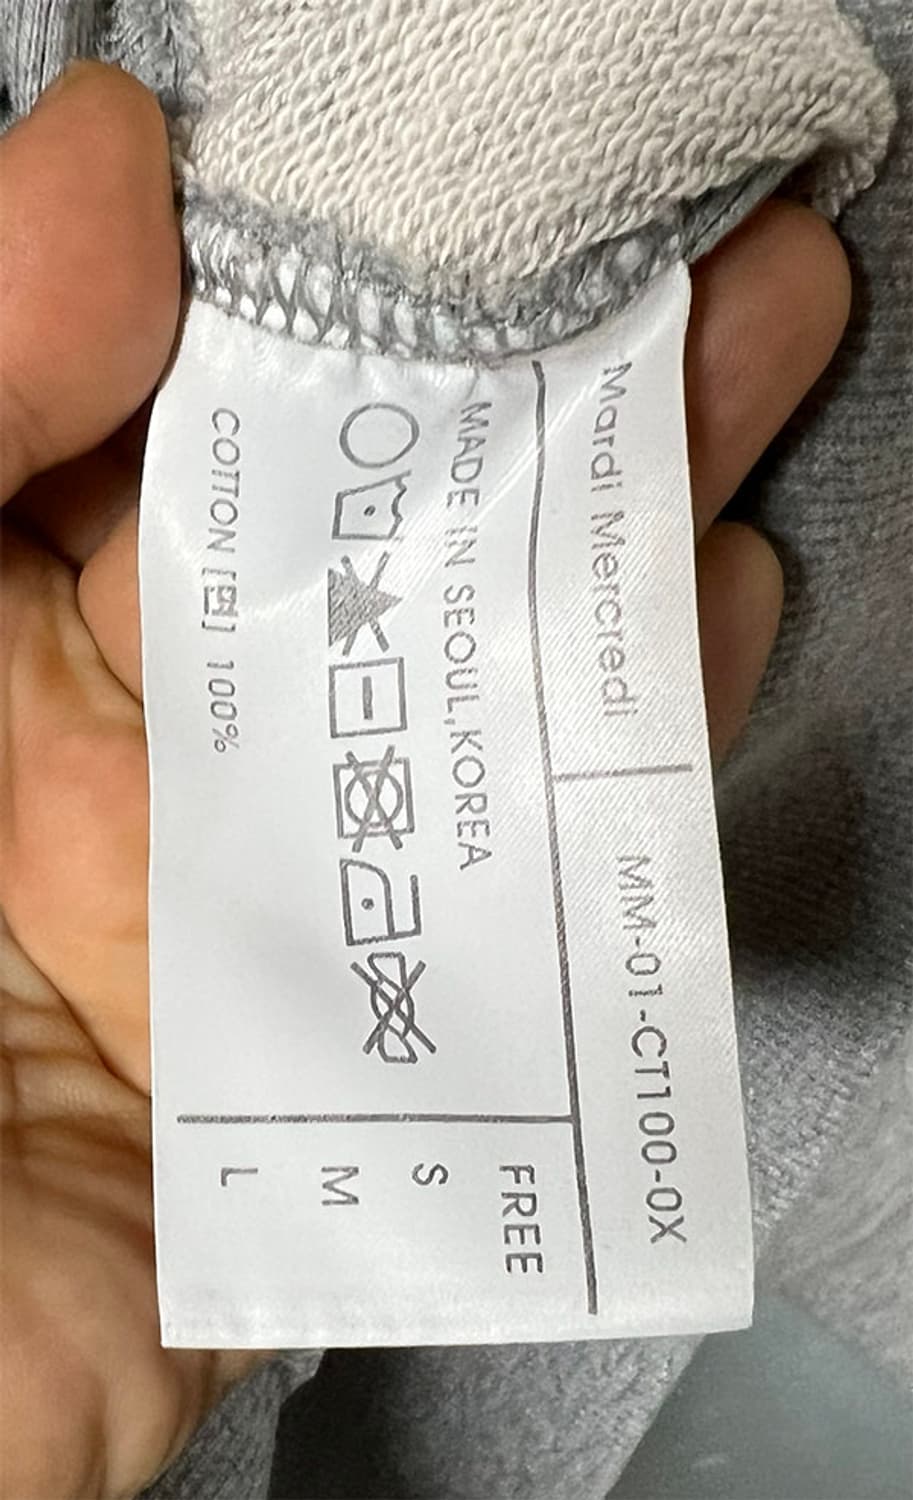 Mardi Mercredi
MM-01-CT100-0X
MADE IN SEOUL,KOREA
COTTON [면] 100%
FREE
S
M
L